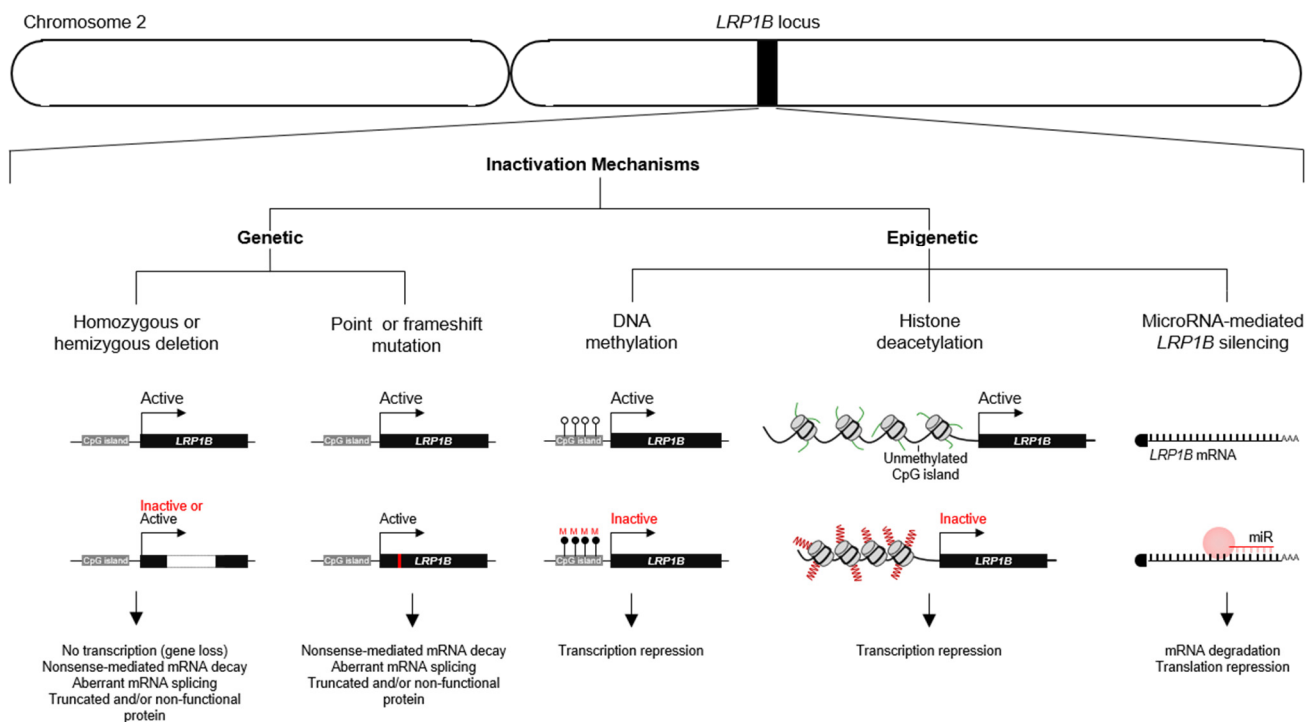 Chromosome 2
LRP1B locus
Inactivation Mechanisms
Genetic
Epigenetic
Homozygous or
hemizygous deletion
Point or frameshift
mutation
DNA
methylation
Histone
deacetylation
MicroRNA-mediated
LRP1B silencing
Active
CpG island
LRP1B
Active
CpG island
LRP1B
Active
CpG island
LRP1B
Active
LRP1B
Unmethylated
CpG island
AAA
LRP1B mRNA
Inactive or
Active
CpG island
Active
CpG island
LRP1B
M M M M
Inactive
CpG island
LRP1B
Inactive
LRP1B
miR
AAA
No transcription (gene loss)
Nonsense-mediated mRNA decay
Aberrant mRNA splicing
Truncated and/or non-functional
protein
Nonsense-mediated mRNA decay
Aberrant mRNA splicing
Truncated and/or non-functional
protein
Transcription repression
Transcription repression
mRNA degradation
Translation repression